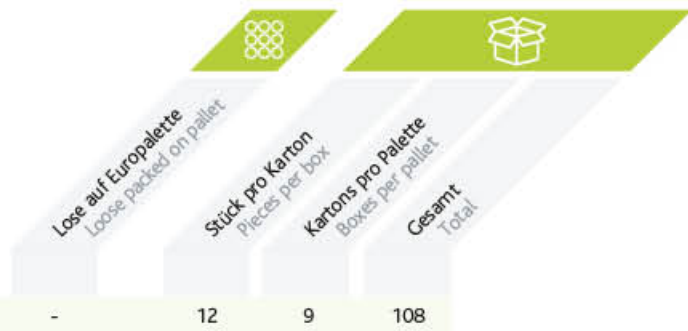 Lose auf Europalette
Loose packed on pallet
Stück pro Karton
Pieces per box
Kartons pro Palette
Boxes per pallet
Gesamt
Total
- 12 9 108